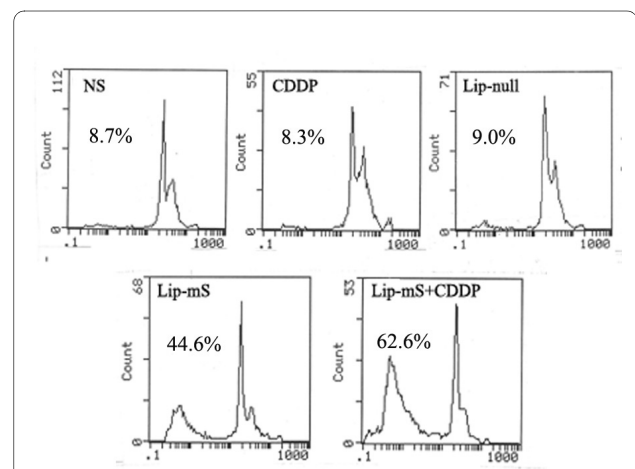 112
NS
8.7%
Count
0
.1
1000
55
CDDP
8.3%
Count
0
.1
1000
71
Lip-null
9.0%
Count
0
.1
1000
68
Lip-mS
44.6%
Count
0
.1
1000
53
Lip-mS+CDDP
62.6%
Count
0
.1
1000